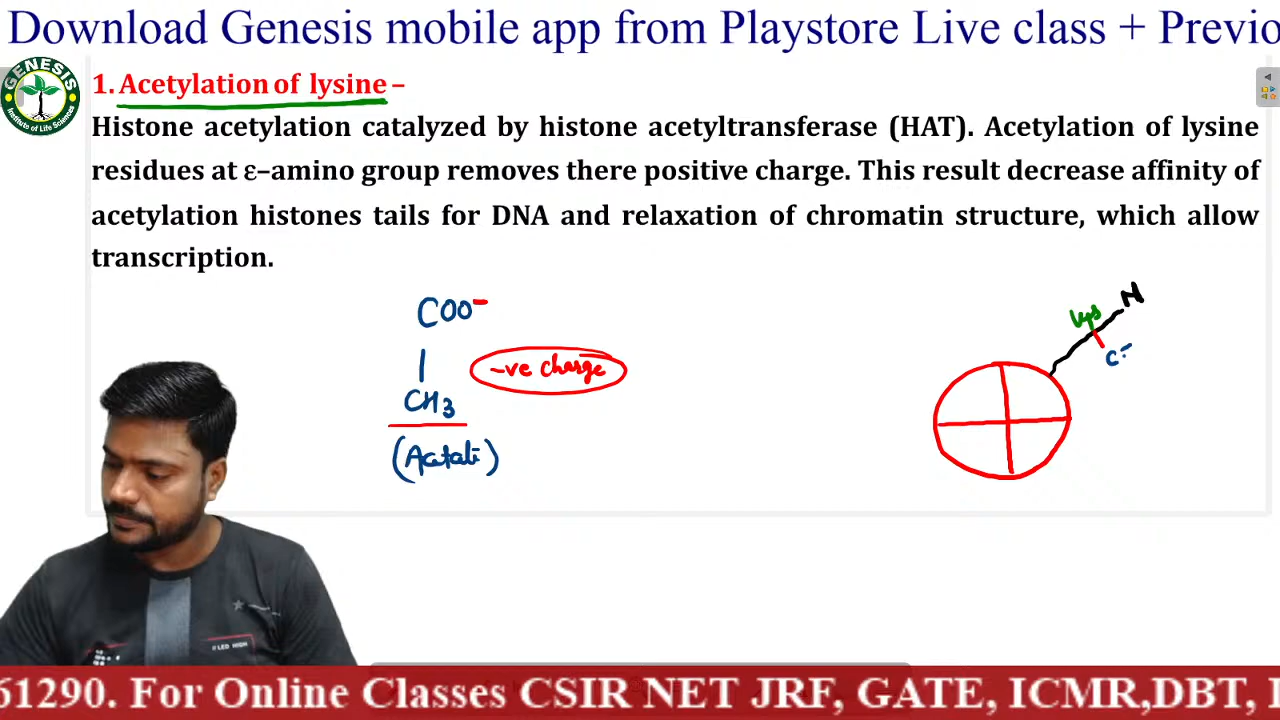 Download Genesis mobile app from Playstore Live class + Previo
GENESIS
Institute of Life Sciences
1. Acetylation of lysine –
Histone acetylation catalyzed by histone acetyltransferase (HAT). Acetylation of lysine
residues at ε–amino group removes there positive charge. This result decrease affinity of
acetylation histones tails for DNA and relaxation of chromatin structure, which allow
transcription.
COO-
CH3
-ve charge
N
lys
61290. For Online Classes CSIR NET JRF, GATE, ICMR,DBT, I